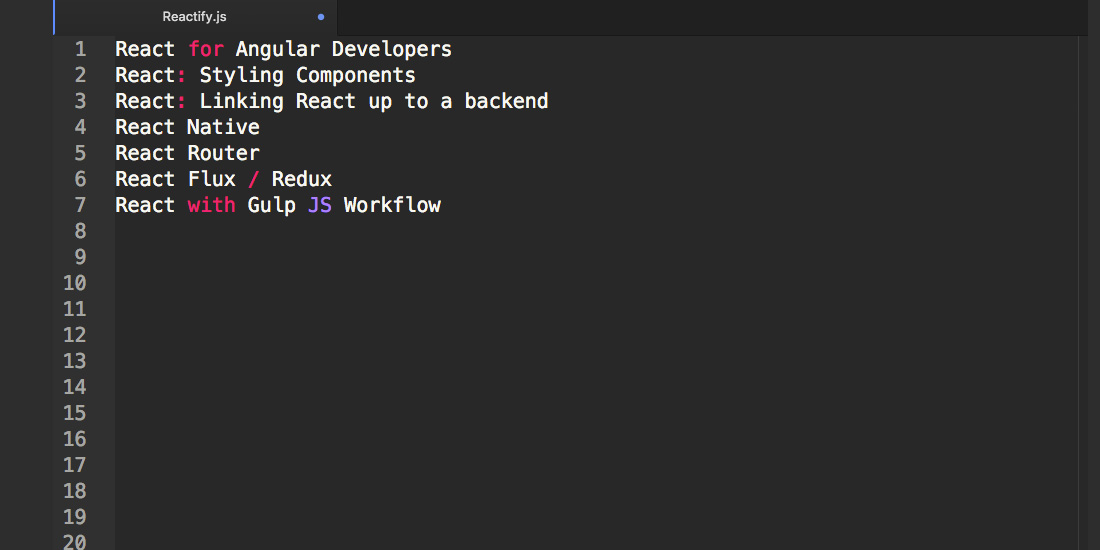 Reactify.js
1 React for Angular Developers
2 React: Styling Components
3 React: Linking React up to a backend
4 React Native
5 React Router
6 React Flux / Redux
7 React with Gulp JS Workflow
8
9
10
11
12
13
14
15
16
17
18
19
20